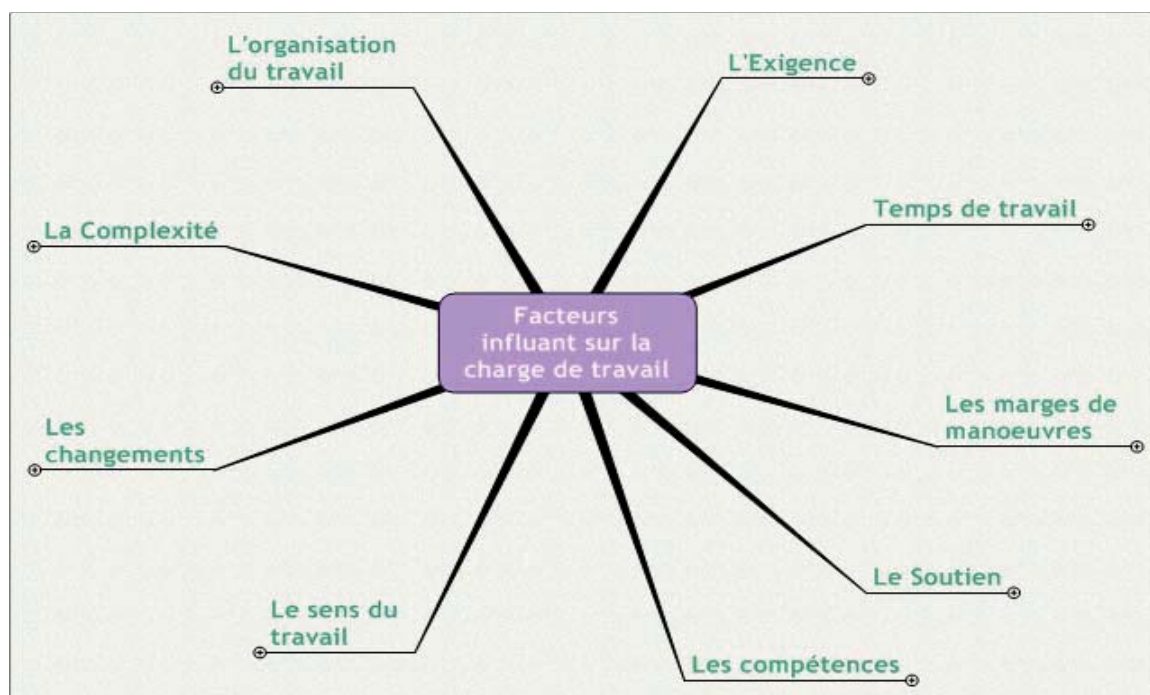 L'organisation
du travail
L'Exigence
La Complexité
Temps de travail
Facteurs
influant sur la
charge de travail
Les
changements
Les marges de
manoeuvres
Le Soutien
Le sens du
travail
Les compétences